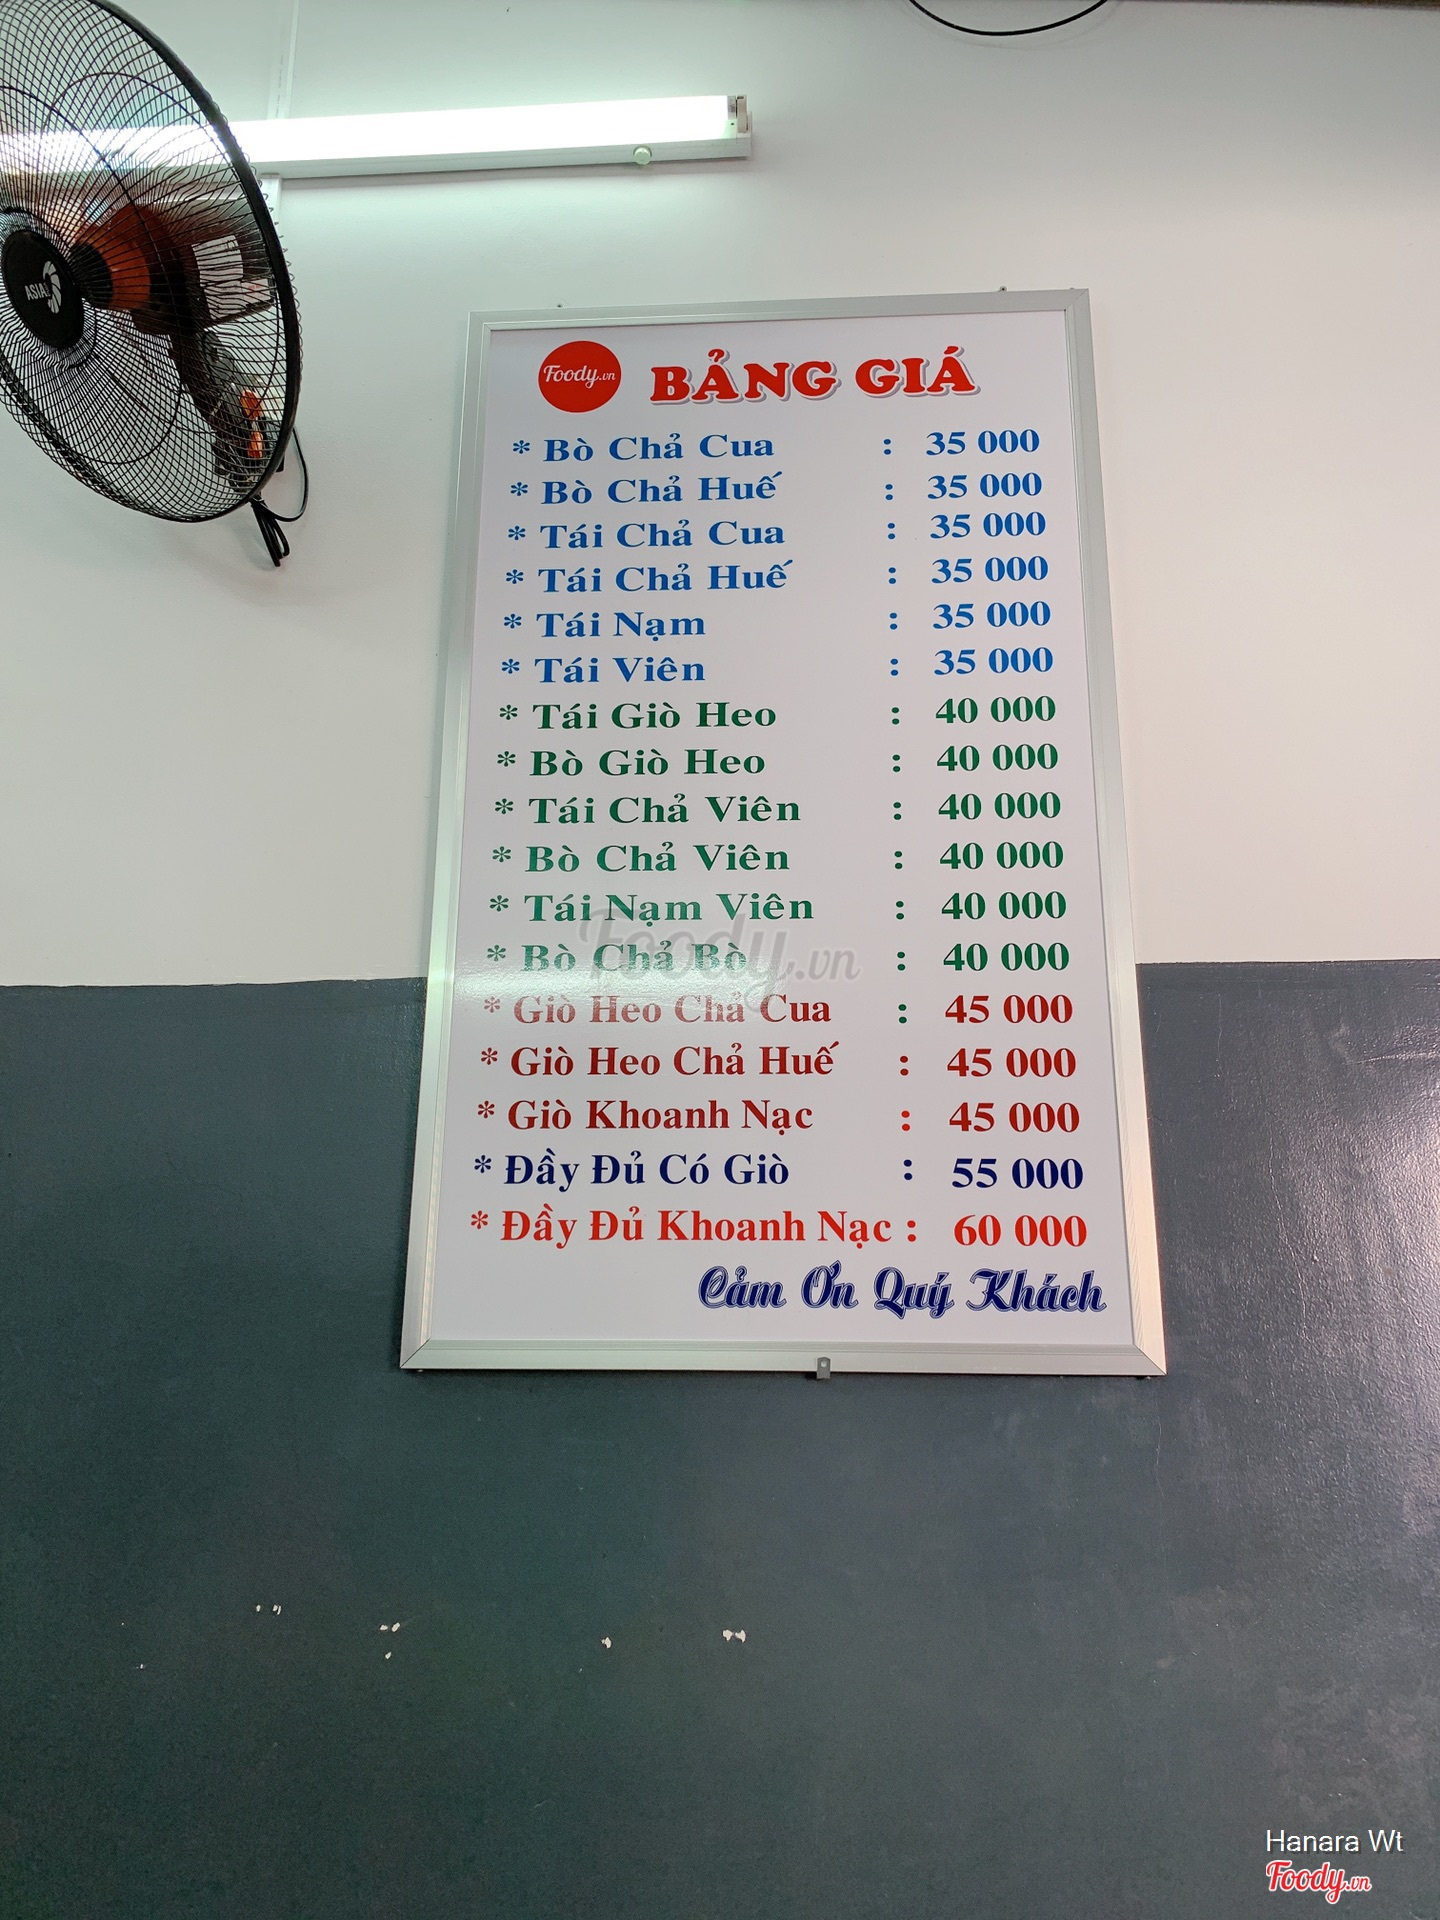 ASIA
Foody.vn BẢNG GIÁ
* Bò Chả Cua : 35 000
* Bò Chả Huế : 35 000
* Tái Chả Cua : 35 000
* Tái Chả Huế : 35 000
* Tái Nạm : 35 000
* Tái Viên : 35 000
* Tái Giò Heo : 40 000
* Bò Giò Heo : 40 000
* Tái Chả Viên : 40 000
* Bò Chả Viên : 40 000
* Tái Nạm Viên : 40 000
* Bò Chả Bò : 40 000
Foody.vn
* Giò Heo Chả Cua : 45 000
* Giò Heo Chả Huế : 45 000
* Giò Khoanh Nạc : 45 000
* Đầy Đủ Có Giò : 55 000
* Đầy Đủ Khoanh Nạc : 60 000
Cảm Ơn Quý Khách
Hanara Wt
Foody.vn